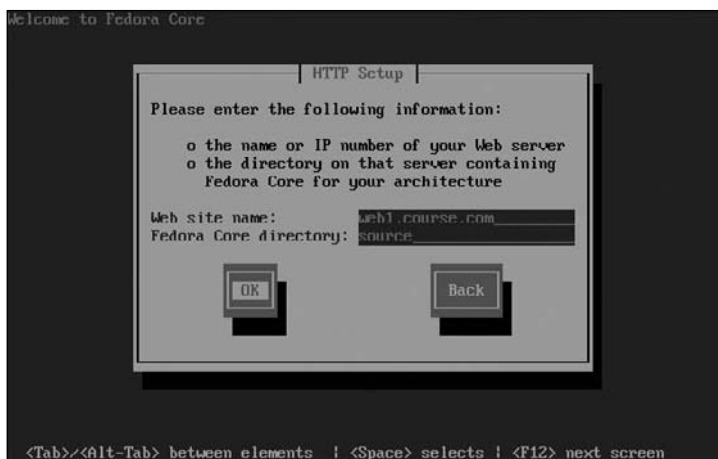 Welcome to Fedora Core
HTTP Setup
Please enter the following information:
o the name or IP number of your Web server
o the directory on that server containing
Fedora Core for your architecture
Web site name: web1.course.com
Fedora Core directory: source
OK Back
<Tab>/<Alt-Tab> between elements | <Space> selects | <F12> next screen